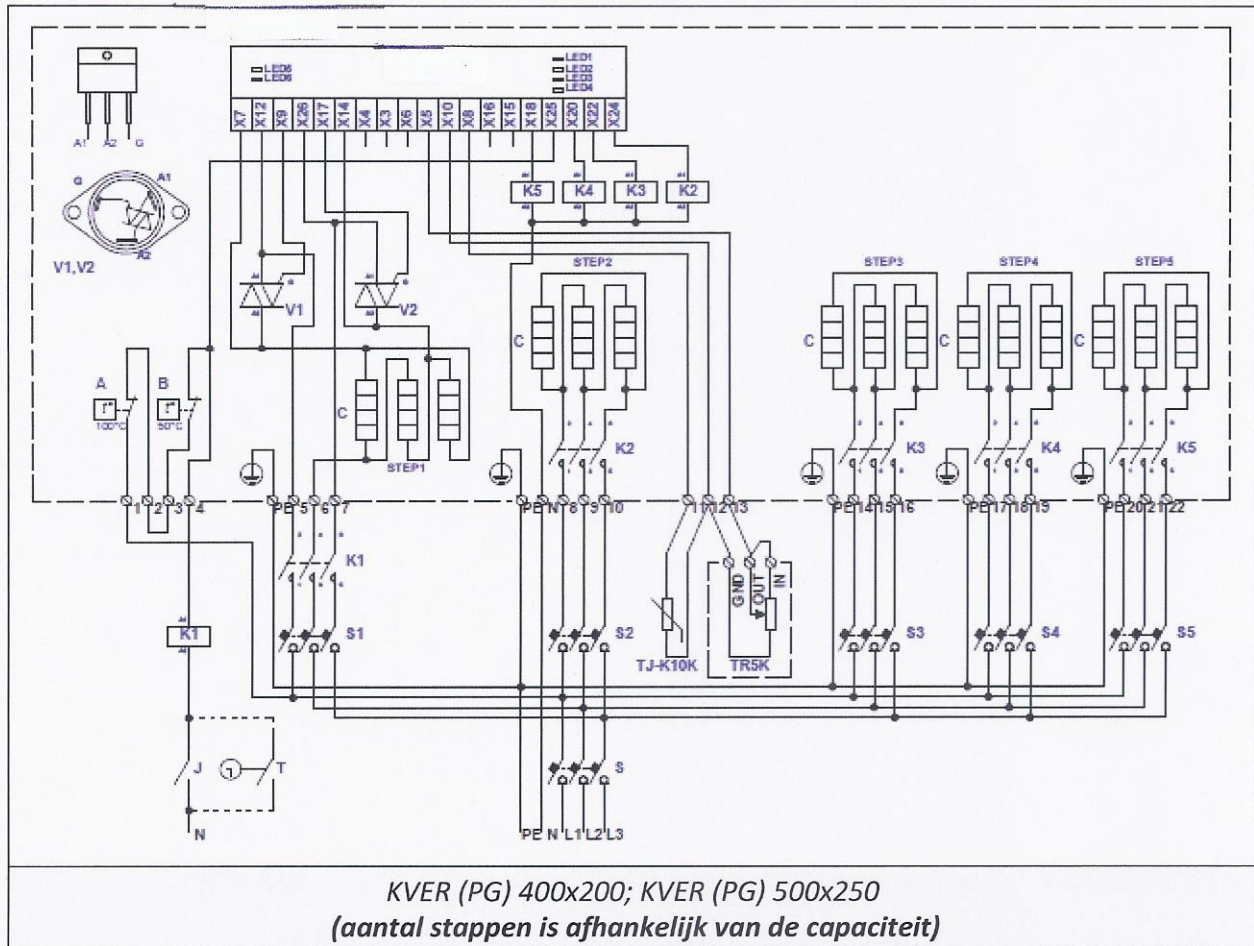 LED1
LED5 LED2
LED6 LED3
LED4
X7 X12 X9 X26 X17 X14 X4 X3 X6 X5 X10 X8 X16 X15 X18 X25 X20 X22 X24
A1 A2 G
K5 K4 K3 K2
G A1
A2
V1,V2
STEP2 STEP3 STEP4 STEP5
V1 V2
C C C C
A B
t° t°
100°C 50°C
C
K2 K3 K4 K5
STEP1
1 2 3 4 PE 5 6 7 PE N 8 9 10 11 12 13 PE 14 15 16 PE 17 18 19 PE 20 21 22
K1
GND OUT IN
K1 S1 S2 S3 S4 S5
TJ-K10K TR5K
J T S
N PE N L1 L2 L3
KVER (PG) 400x200; KVER (PG) 500x250
(aantal stappen is afhankelijk van de capaciteit)